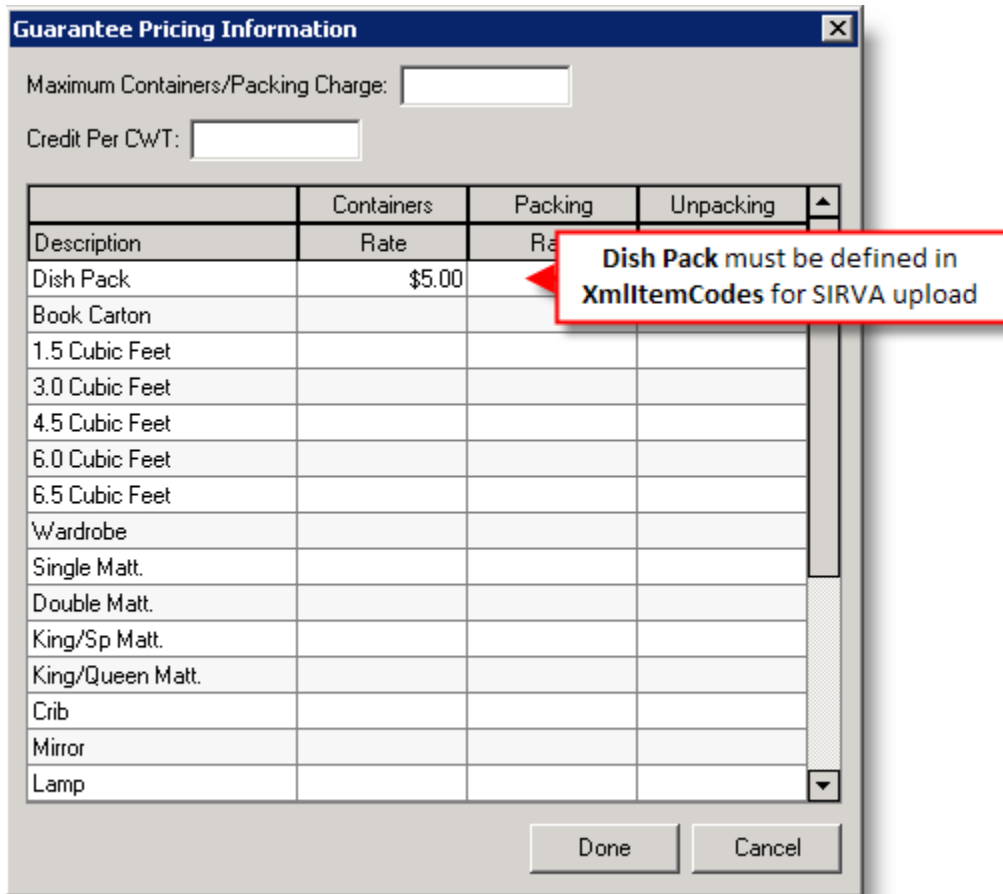 Guarantee Pricing Information
Maximum Containers/Packing Charge:
Credit Per CWT:
Containers Packing Unpacking
Description Rate Ra
Dish Pack must be defined in
XmlItemCodes for SIRVA upload
Dish Pack $5.00
Book Carton
1.5 Cubic Feet
3.0 Cubic Feet
4.5 Cubic Feet
6.0 Cubic Feet
6.5 Cubic Feet
Wardrobe
Single Matt.
Double Matt.
King/Sp Matt.
King/Queen Matt.
Crib
Mirror
Lamp
Done Cancel